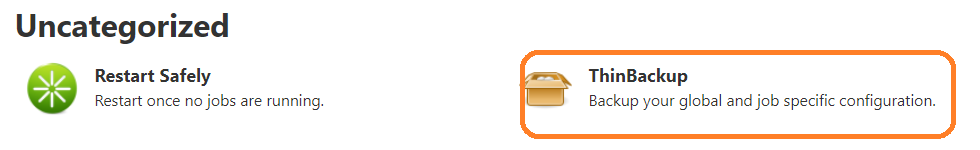 Uncategorized
Restart Safely
Restart once no jobs are running.
ThinBackup
Backup your global and job specific configuration.